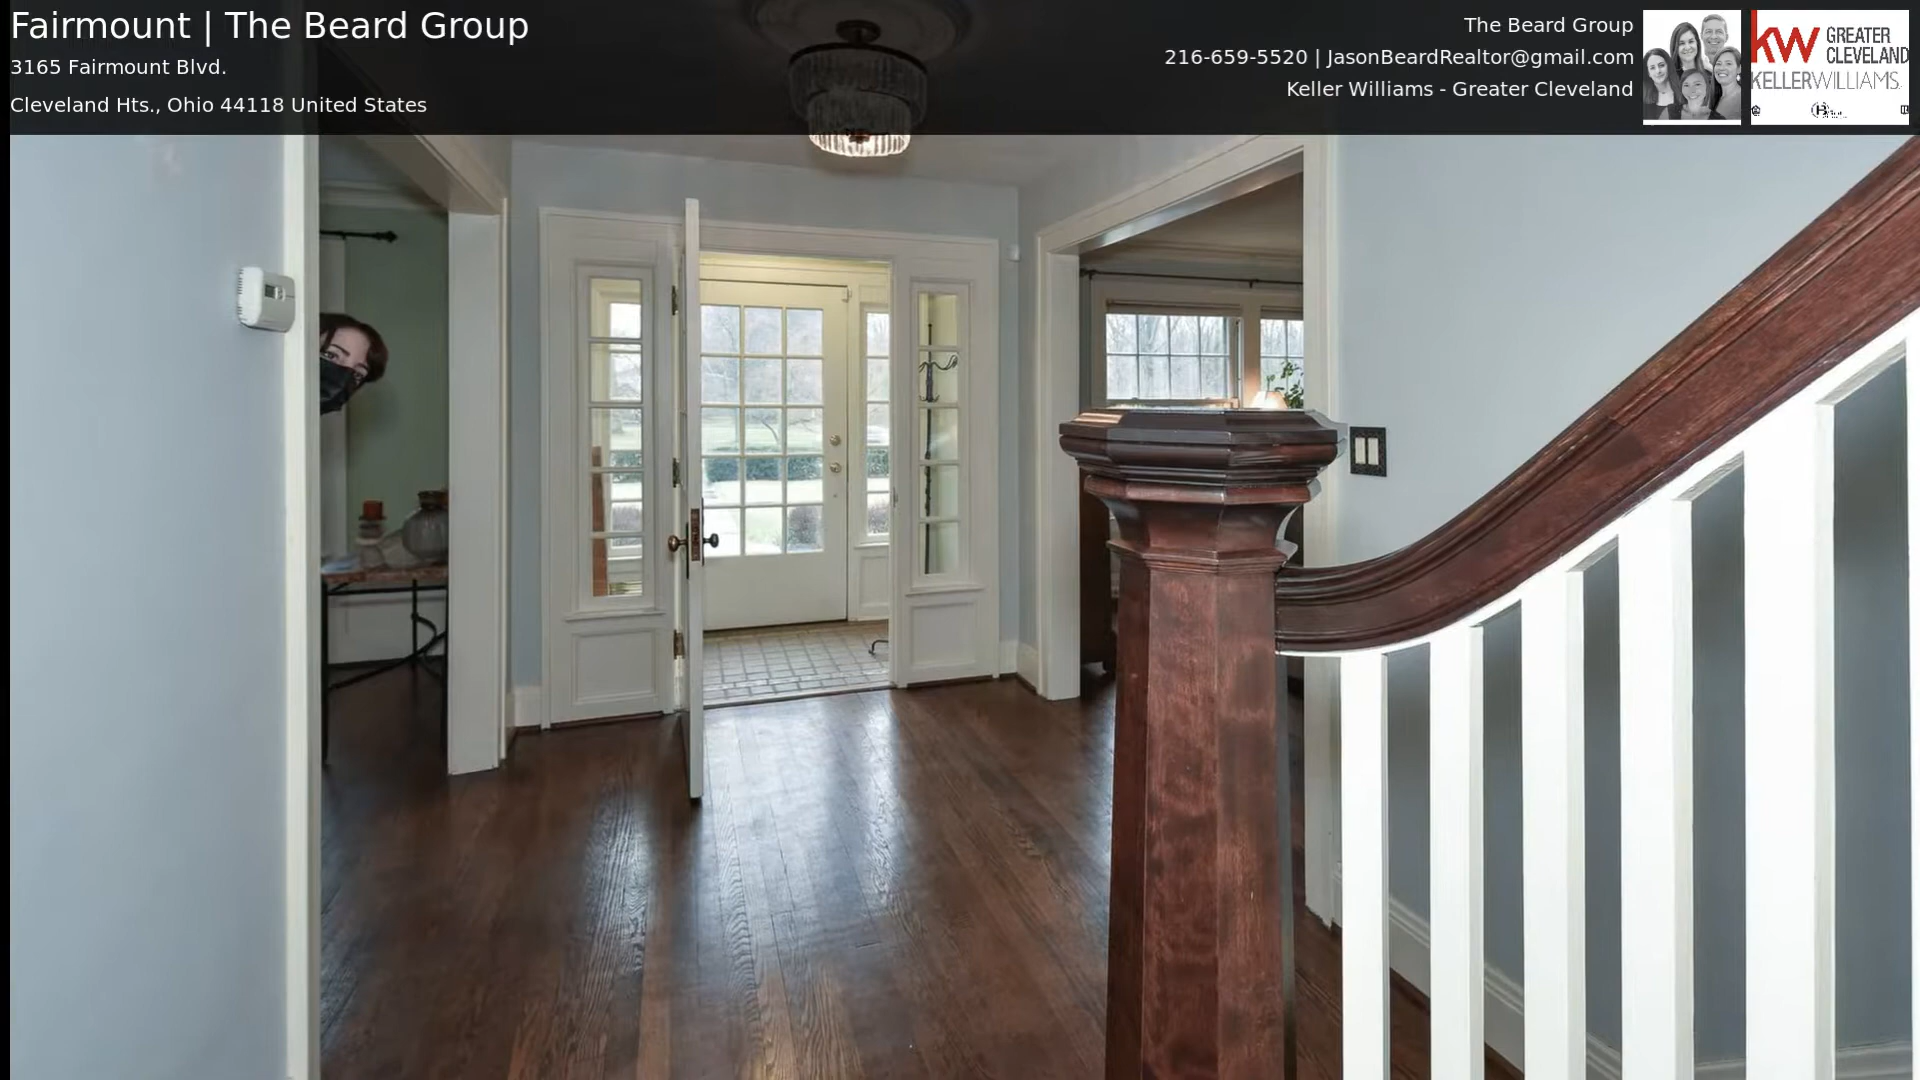 Fairmount | The Beard Group
3165 Fairmount Blvd.
Cleveland Hts., Ohio 44118 United States
The Beard Group
216-659-5520 | JasonBeardRealtor@gmail.com
Keller Williams - Greater Cleveland
kw GREATER
CLEVELAND
KELLERWILLIAMS.